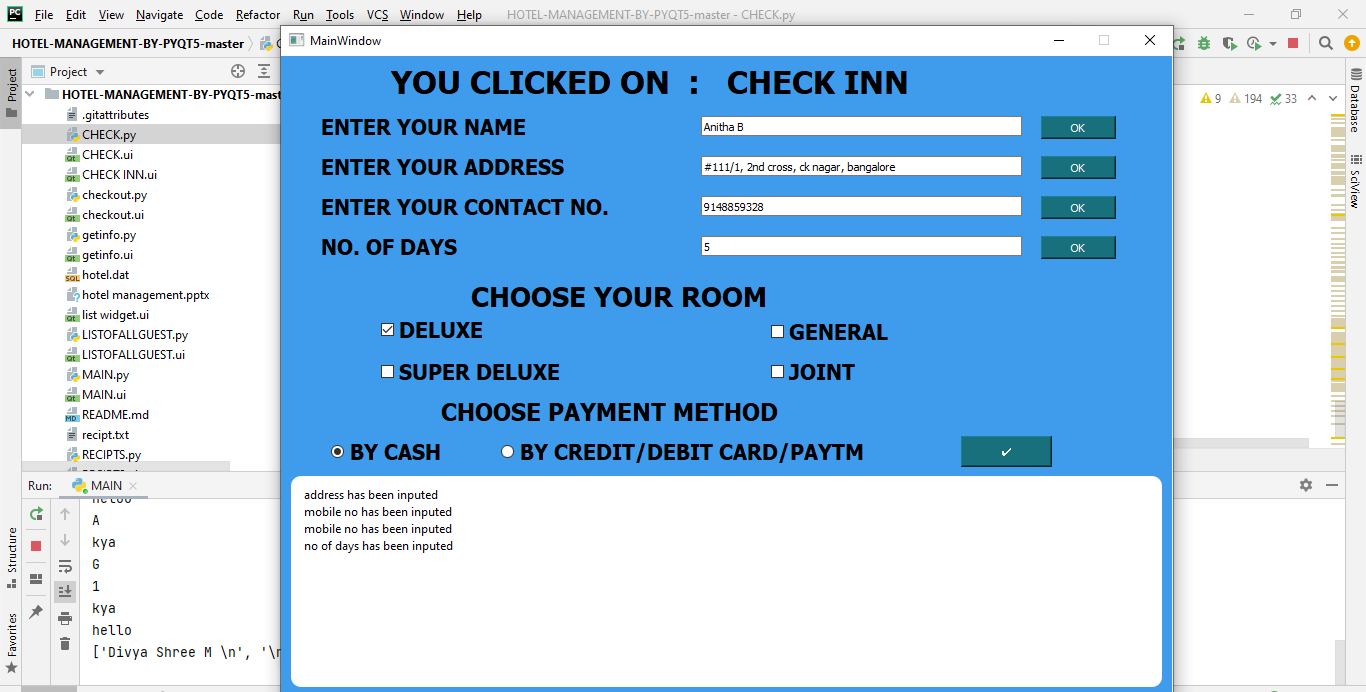 PC File Edit View Navigate Code Refactor Run Tools VCS Window Help HOTEL-MANAGEMENT-BY-PYQT5-master - CHECK.py
HOTEL-MANAGEMENT-BY-PYQT5-master
MainWindow
Project
HOTEL-MANAGEMENT-BY-PYQT5-mast
.gitattributes
CHECK.py
CHECK.ui
CHECK INN.ui
checkout.py
checkout.ui
getinfo.py
getinfo.ui
hotel.dat
hotel management.pptx
list widget.ui
LISTOFALLGUEST.py
LISTOFALLGUEST.ui
MAIN.py
MAIN.ui
README.md
recipt.txt
RECIPTS.py
YOU CLICKED ON : CHECK INN
ENTER YOUR NAME Anitha B OK
ENTER YOUR ADDRESS #111/1, 2nd cross, ck nagar, bangalore OK
ENTER YOUR CONTACT NO. 9148859328 OK
NO. OF DAYS 5 OK
CHOOSE YOUR ROOM
DELUXE GENERAL
SUPER DELUXE JOINT
CHOOSE PAYMENT METHOD
BY CASH BY CREDIT/DEBIT CARD/PAYTM
address has been inputed
mobile no has been inputed
mobile no has been inputed
no of days has been inputed
9 194 33
Project
Structure
Favorites
Database
SciView
Run: MAIN
A
kya
G
1
kya
hello
['Divya Shree M \n', '\n